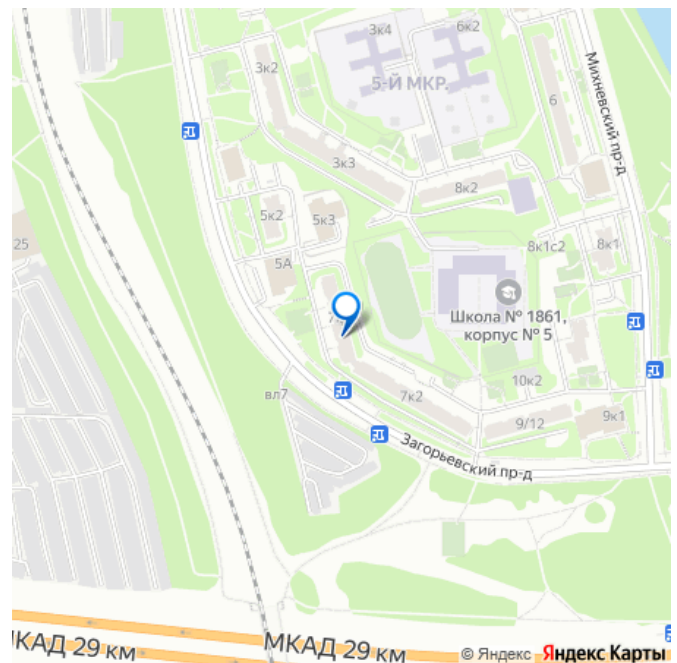 3к4
6к2
3к2
5-Й МКР.
Михневский пр-д
6
3к3
8к2
5к2
5к3
25
8к1с2
8к1
5А
Школа № 1861,
корпус № 5
вл7
7к2
10к2
9/12
9к1
Загорьевский пр-д
МКАД 29 км
МКАД 29 км
© Яндекс Яндекс Карты